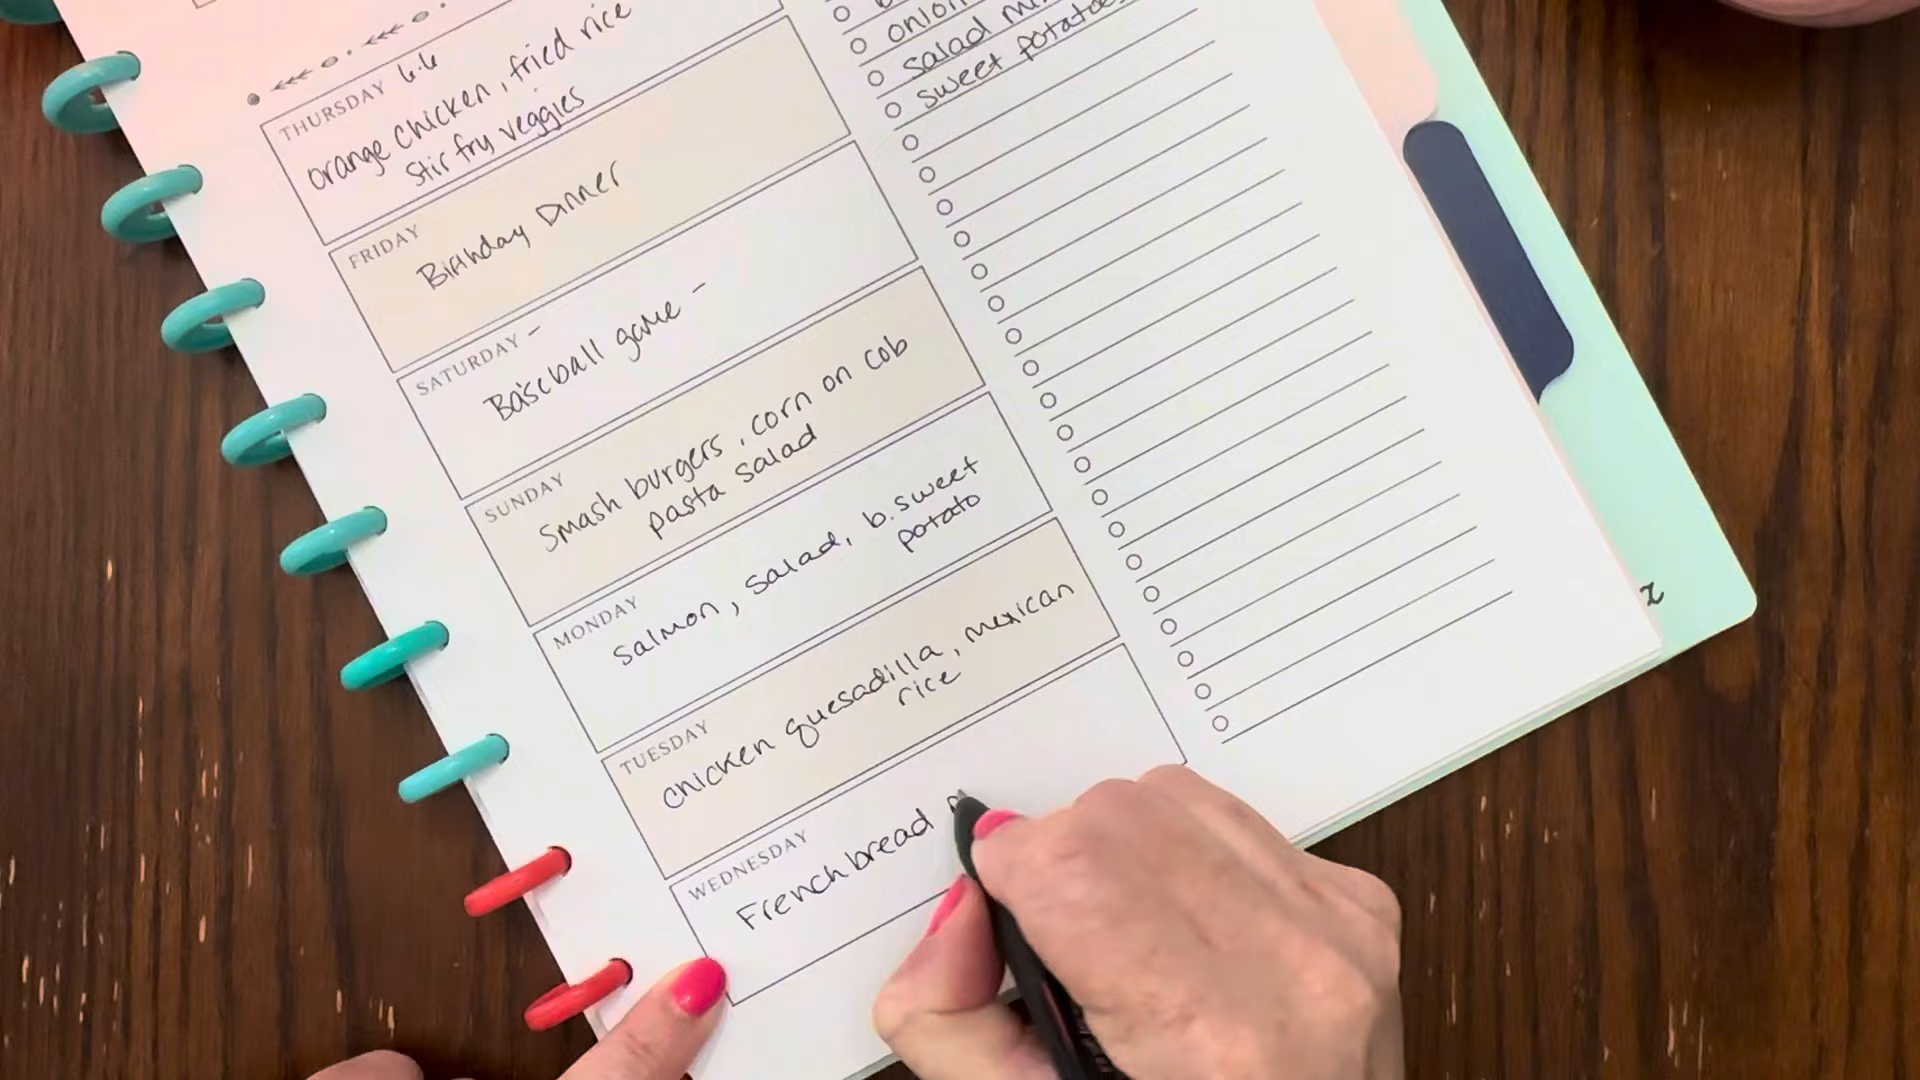 THURSDAY 6.6
orange chicken, fried rice
stir fry veggies
FRIDAY
Birthday Dinner
SATURDAY -
Baseball game -
SUNDAY
Smash burgers, corn on cob
pasta salad
MONDAY
Salmon, salad, b. sweet
potato
TUESDAY
chicken quesadilla, mexican
rice
WEDNESDAY
French bread
onion
salad
sweet potatoes